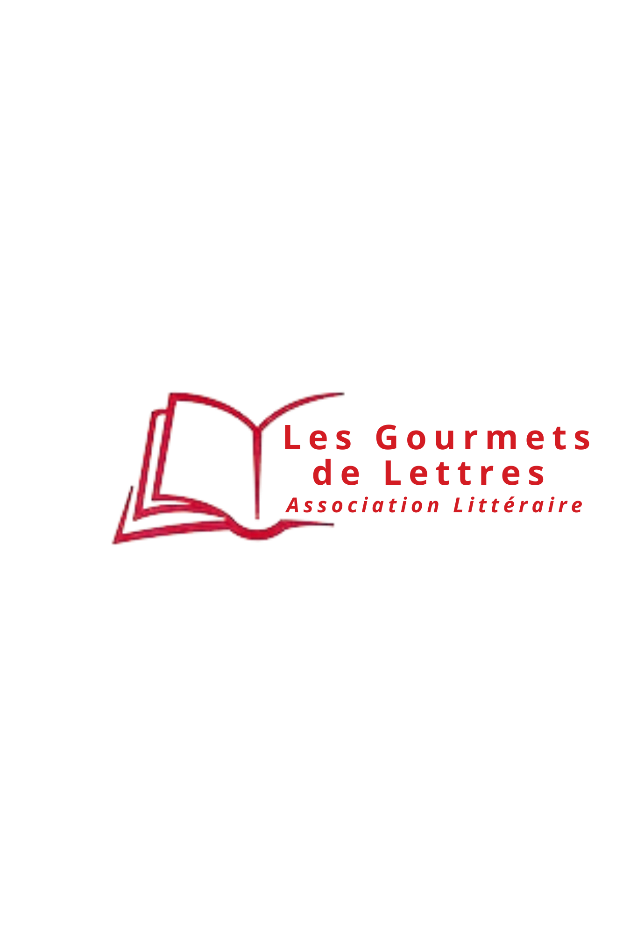 Les Gourmets
de Lettres
Association Littéraire